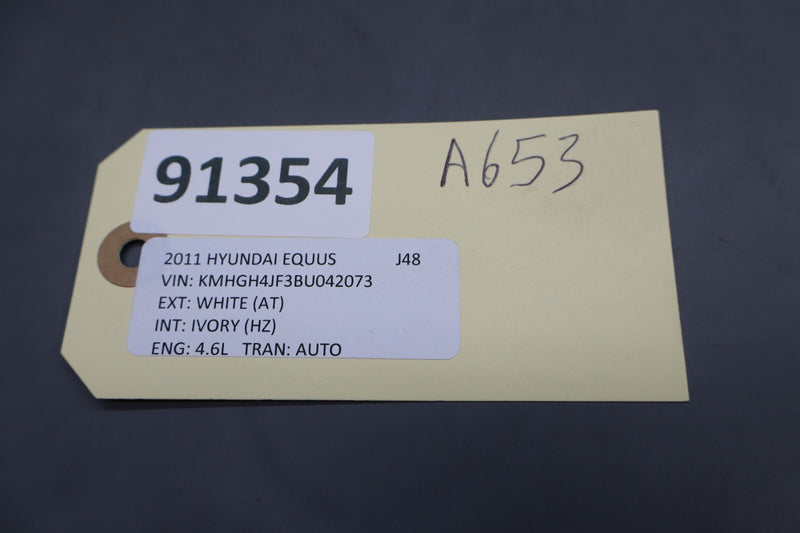 91354
A653
2011 HYUNDAI EQUUS J48
VIN: KMHGH4JF3BU042073
EXT: WHITE (AT)
INT: IVORY (HZ)
ENG: 4.6L TRAN: AUTO